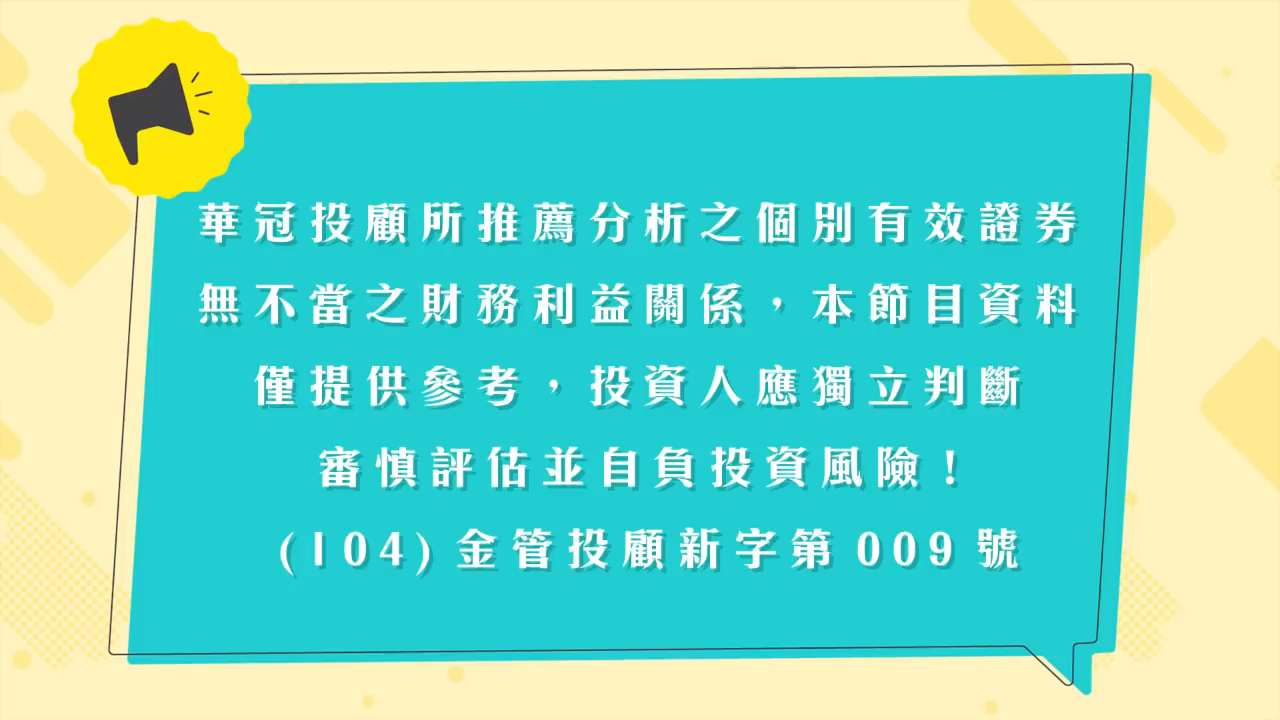 華冠投顧所推薦分析之個別有效證券
無不當之財務利益關係，本節目資料
僅提供參考，投資人應獨立判斷
審慎評估並自負投資風險！
(104) 金管投顧新字第 009 號